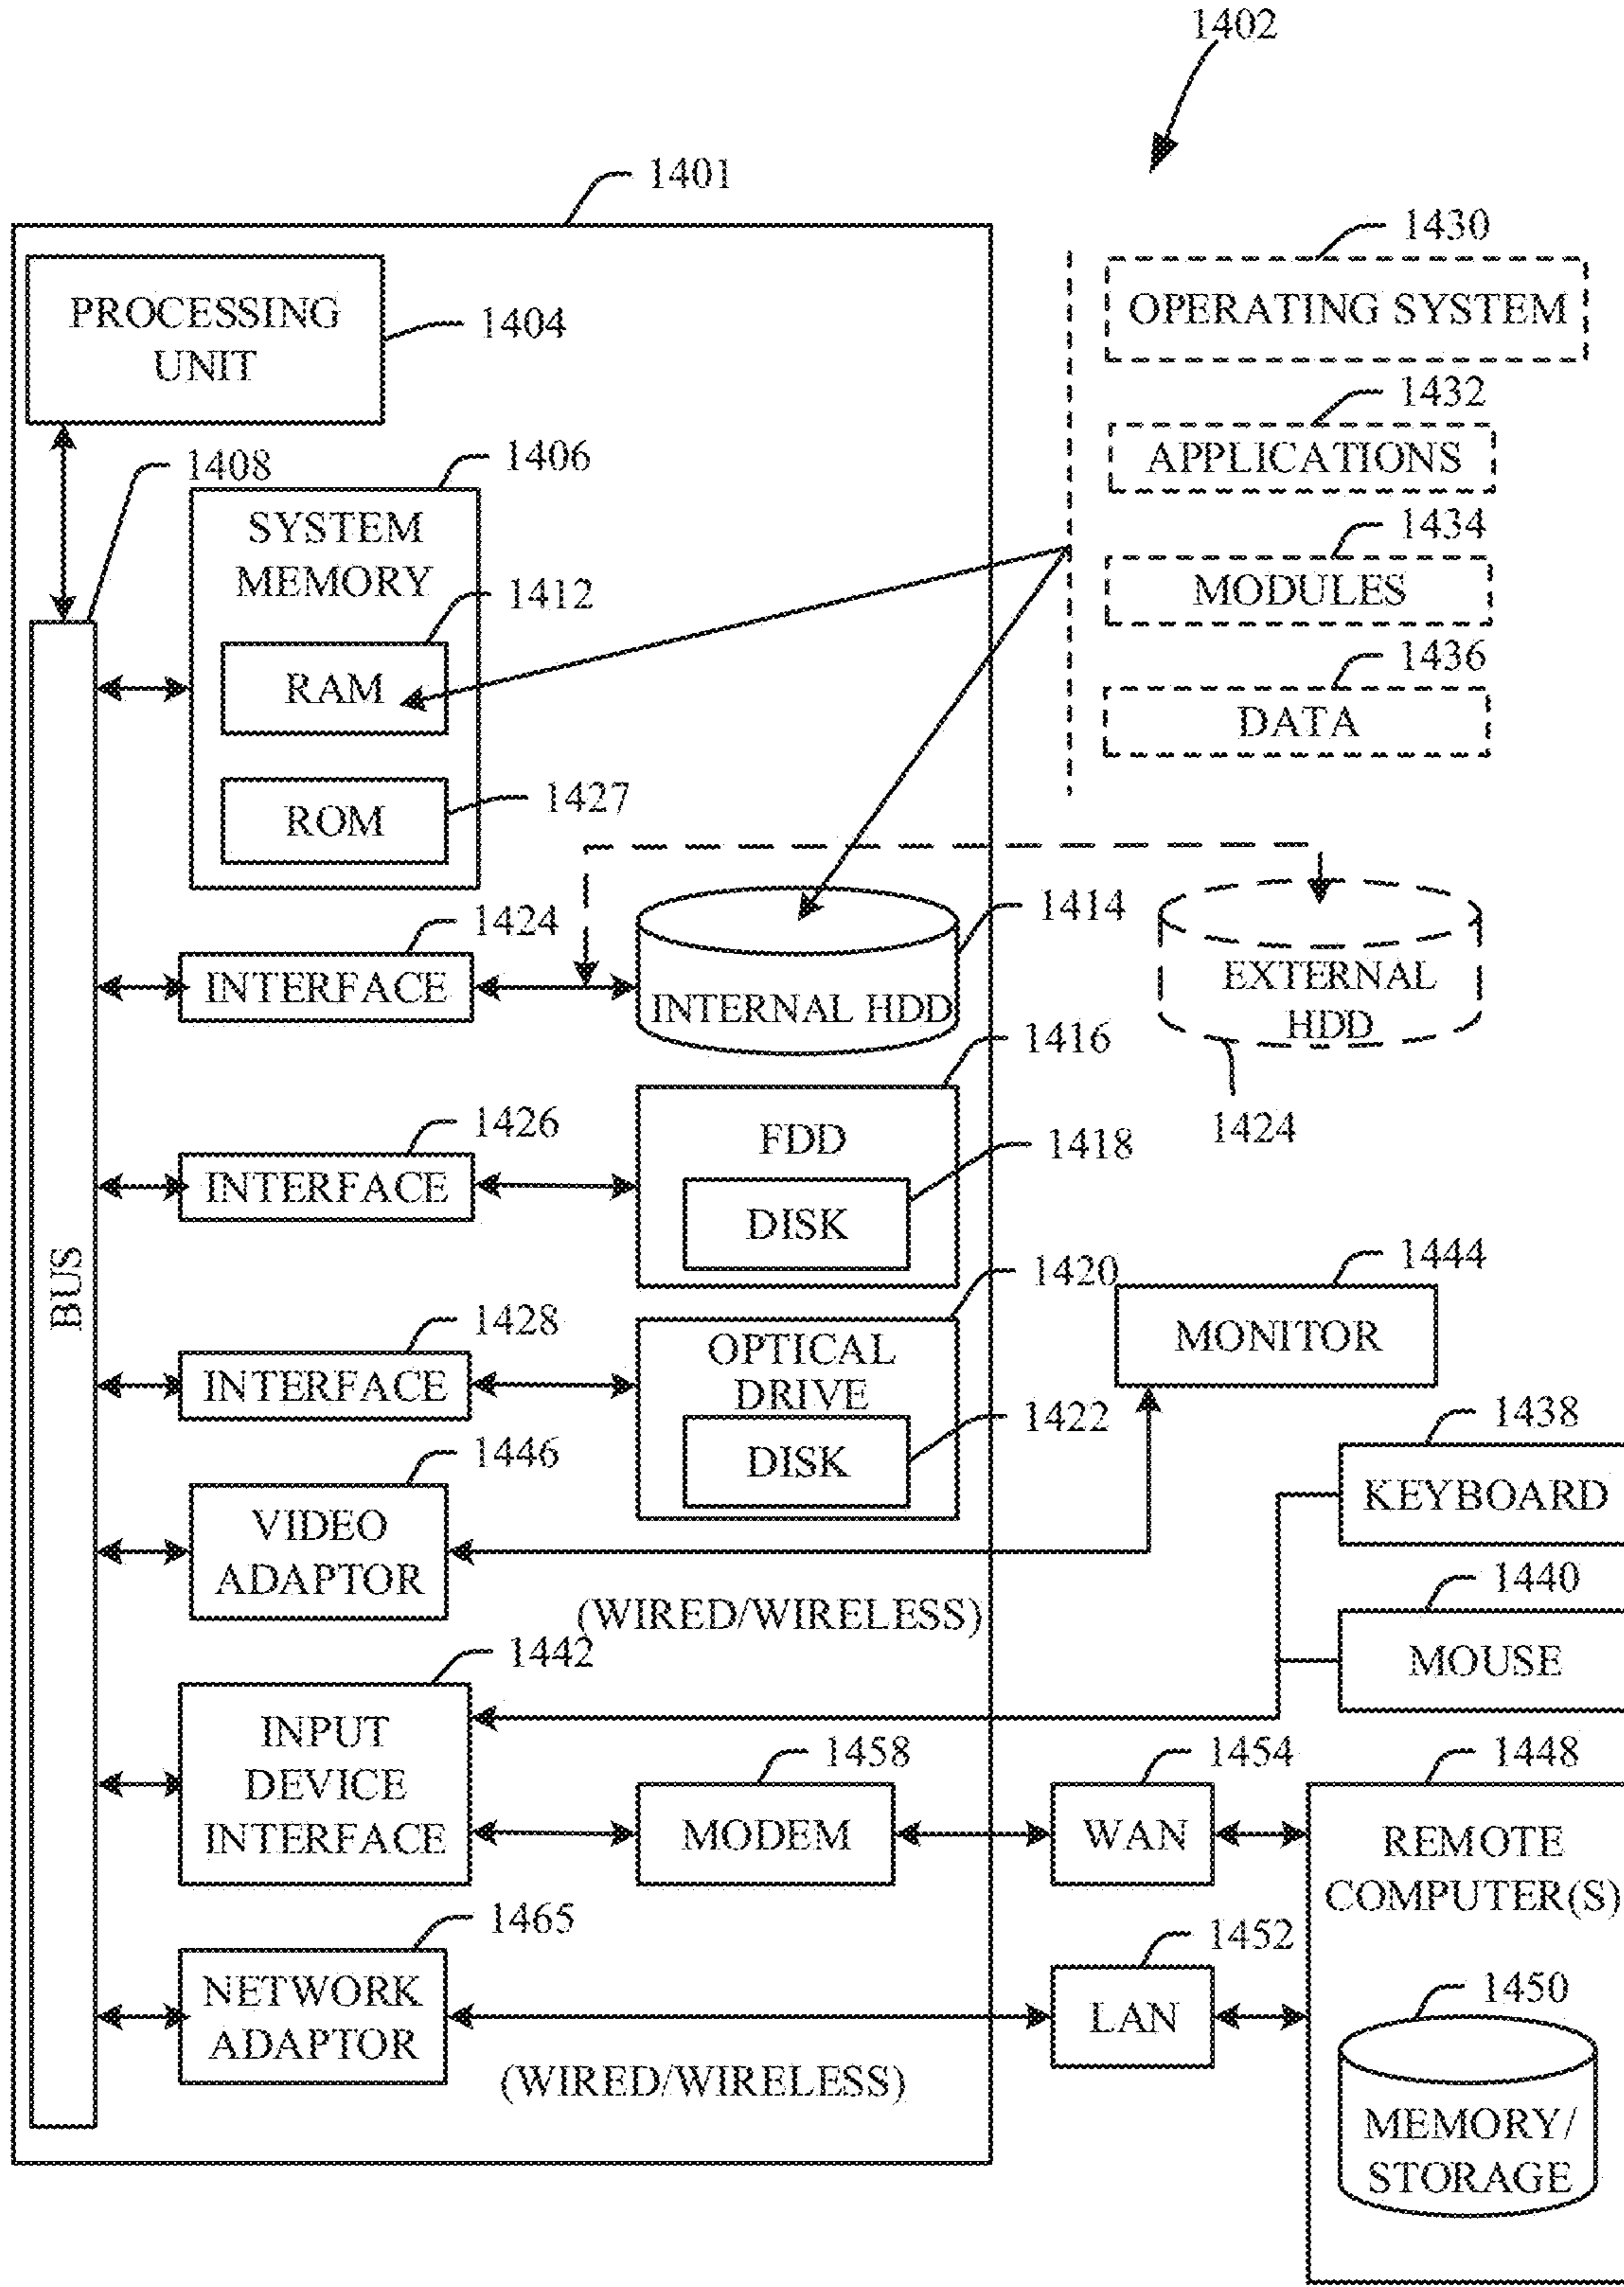 1402
1401
1430
PROCESSING
UNIT
1404
OPERATING SYSTEM
1432
APPLICATIONS
1408
1406
SYSTEM
MEMORY
1434
MODULES
1412
RAM
1436
DATA
ROM
1427
1424
INTERFACE
1414
INTERNAL HDD
EXTERNAL
HDD
1424
1416
1426
INTERFACE
FDD
1418
DISK
BUS
1420
1444
MONITOR
1428
INTERFACE
OPTICAL
DRIVE
1422
DISK
1438
KEYBOARD
1446
VIDEO
ADAPTOR
1440
MOUSE
(WIRED/WIRELESS)
1442
INPUT
DEVICE
INTERFACE
1458
MODEM
1454
WAN
1448
REMOTE
COMPUTER(S)
1465
NETWORK
ADAPTOR
1452
LAN
1450
MEMORY/
STORAGE
(WIRED/WIRELESS)